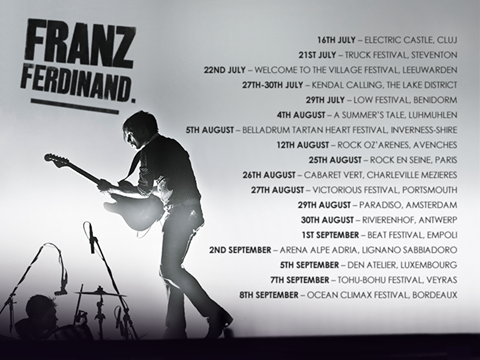 FRANZ
FERDINAND.
16TH JULY – ELECTRIC CASTLE, CLUJ
21ST JULY – TRUCK FESTIVAL, STEVENTON
22ND JULY – WELCOME TO THE VILLAGE FESTIVAL, LEEUWARDEN
27TH-30TH JULY – KENDAL CALLING, THE LAKE DISTRICT
29TH JULY – LOW FESTIVAL, BENIDORM
4TH AUGUST – A SUMMER'S TALE, LUHMUHLEN
5TH AUGUST – BELLADRUM TARTAN HEART FESTIVAL, INVERNESS-SHIRE
12TH AUGUST – ROCK OZ'ARENES, AVENCHES
25TH AUGUST – ROCK EN SEINE, PARIS
26TH AUGUST – CABARET VERT, CHARLEVILLE MEZIERES
27TH AUGUST – VICTORIOUS FESTIVAL, PORTSMOUTH
29TH AUGUST – PARADISO, AMSTERDAM
30TH AUGUST – RIVIERENHOF, ANTWERP
1ST SEPTEMBER – BEAT FESTIVAL, EMPOLI
2ND SEPTEMBER – ARENA ALPE ADRIA, LIGNANO SABBIADORO
5TH SEPTEMBER – DEN ATELIER, LUXEMBOURG
7TH SEPTEMBER – TOHU-BOHU FESTIVAL, VEYRAS
8TH SEPTEMBER – OCEAN CLIMAX FESTIVAL, BORDEAUX